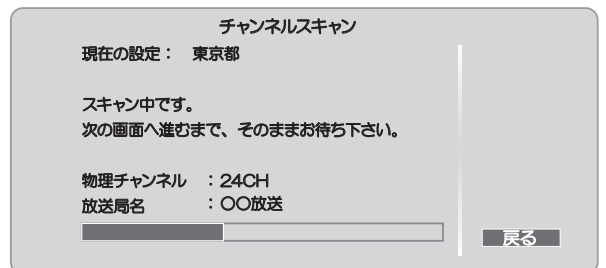 チャンネルスキャン
現在の設定： 東京都
スキャン中です。
次の画面へ進むまで、そのままお待ち下さい。
物理チャンネル ：24CH
放送局名 ：〇〇放送
戻る